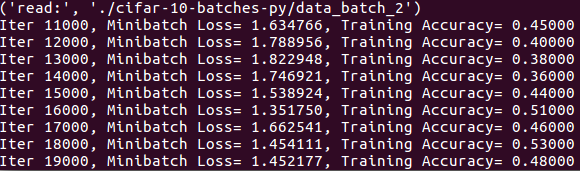 ('read:', './cifar-10-batches-py/data_batch_2')
Iter 11000, Minibatch Loss= 1.634766, Training Accuracy= 0.45000
Iter 12000, Minibatch Loss= 1.788956, Training Accuracy= 0.40000
Iter 13000, Minibatch Loss= 1.822948, Training Accuracy= 0.38000
Iter 14000, Minibatch Loss= 1.746921, Training Accuracy= 0.36000
Iter 15000, Minibatch Loss= 1.538924, Training Accuracy= 0.44000
Iter 16000, Minibatch Loss= 1.351750, Training Accuracy= 0.51000
Iter 17000, Minibatch Loss= 1.662541, Training Accuracy= 0.46000
Iter 18000, Minibatch Loss= 1.454111, Training Accuracy= 0.53000
Iter 19000, Minibatch Loss= 1.452177, Training Accuracy= 0.48000